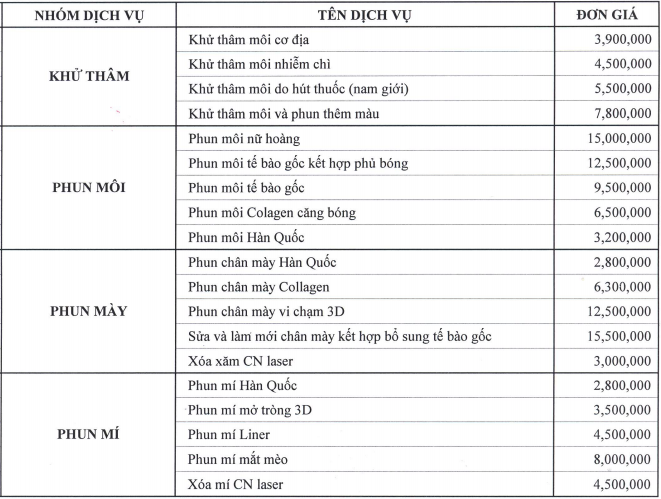 NHÓM DỊCH VỤ TÊN DỊCH VỤ ĐƠN GIÁ
KHỬ THÂM
Khử thâm môi cơ địa 3,900,000
Khử thâm môi nhiễm chì 4,500,000
Khử thâm môi do hút thuốc (nam giới) 5,500,000
Khử thâm môi và phun thêm màu 7,800,000
PHUN MÔI
Phun môi nữ hoàng 15,000,000
Phun môi tế bào gốc kết hợp phủ bóng 12,500,000
Phun môi tế bào gốc 9,500,000
Phun môi Colagen căng bóng 6,500,000
Phun môi Hàn Quốc 3,200,000
PHUN MÀY
Phun chân mày Hàn Quốc 2,800,000
Phun chân mày Collagen 6,300,000
Phun chân mày vi chạm 3D 12,500,000
Sửa và làm mới chân mày kết hợp bổ sung tế bào gốc 15,500,000
Xóa xăm CN laser 3,000,000
PHUN MÍ
Phun mí Hàn Quốc 2,800,000
Phun mí mở tròng 3D 3,500,000
Phun mí Liner 4,500,000
Phun mí mắt mèo 8,000,000
Xóa mí CN laser 4,500,000